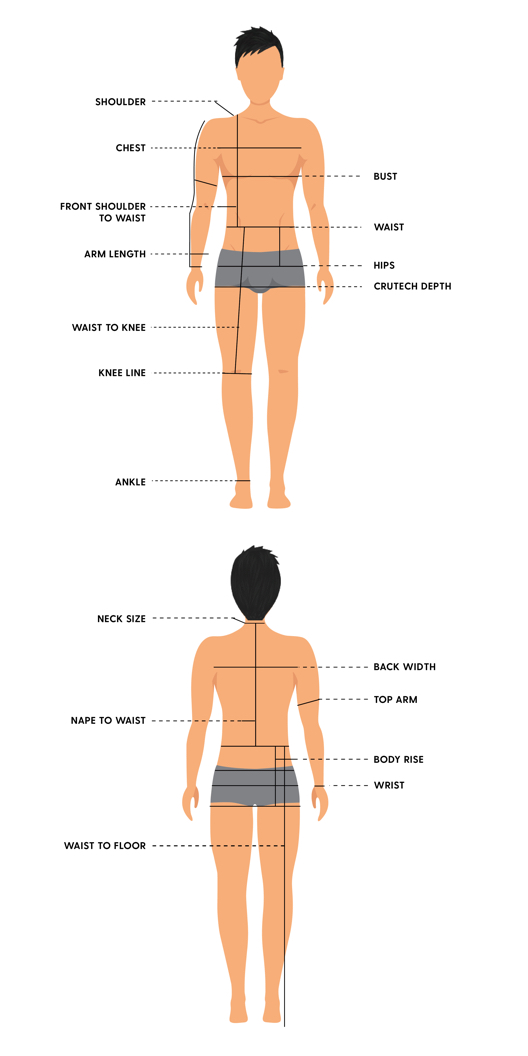 SHOULDER
CHEST
BUST
FRONT SHOULDER
TO WAIST
WAIST
ARM LENGTH
HIPS
CRUTECH DEPTH
WAIST TO KNEE
KNEE LINE
ANKLE
NECK SIZE
BACK WIDTH
TOP ARM
NAPE TO WAIST
BODY RISE
WRIST
WAIST TO FLOOR